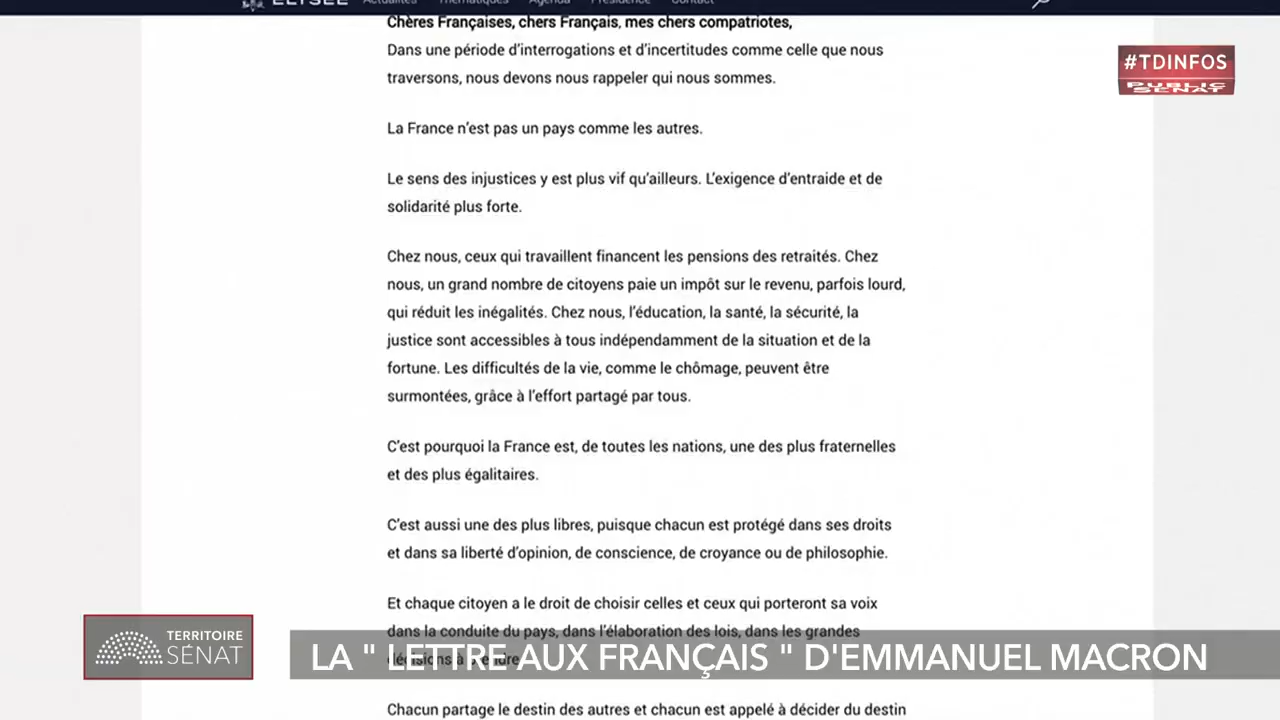 ELYSÉE Actualités Thématiques Agenda Présidence Contact
Chères Françaises, chers Français, mes chers compatriotes,
Dans une période d’interrogations et d’incertitudes comme celle que nous
traversons, nous devons nous rappeler qui nous sommes.
#TDINFOS
PUBLIC
SENAT
La France n’est pas un pays comme les autres.
Le sens des injustices y est plus vif qu’ailleurs. L’exigence d’entraide et de
solidarité plus forte.
Chez nous, ceux qui travaillent financent les pensions des retraités. Chez
nous, un grand nombre de citoyens paie un impôt sur le revenu, parfois lourd,
qui réduit les inégalités. Chez nous, l’éducation, la santé, la sécurité, la
justice sont accessibles à tous indépendamment de la situation et de la
fortune. Les difficultés de la vie, comme le chômage, peuvent être
surmontées, grâce à l’effort partagé par tous.
C’est pourquoi la France est, de toutes les nations, une des plus fraternelles
et des plus égalitaires.
C’est aussi une des plus libres, puisque chacun est protégé dans ses droits
et dans sa liberté d’opinion, de conscience, de croyance ou de philosophie.
Et chaque citoyen a le droit de choisir celles et ceux qui porteront sa voix
dans la conduite du pays, dans l’élaboration des lois, dans les grandes
décisions à prendre.
TERRITOIRE
SÉNAT
LA " LETTRE AUX FRANÇAIS " D'EMMANUEL MACRON
Chacun partage le destin des autres et chacun est appelé à décider du destin